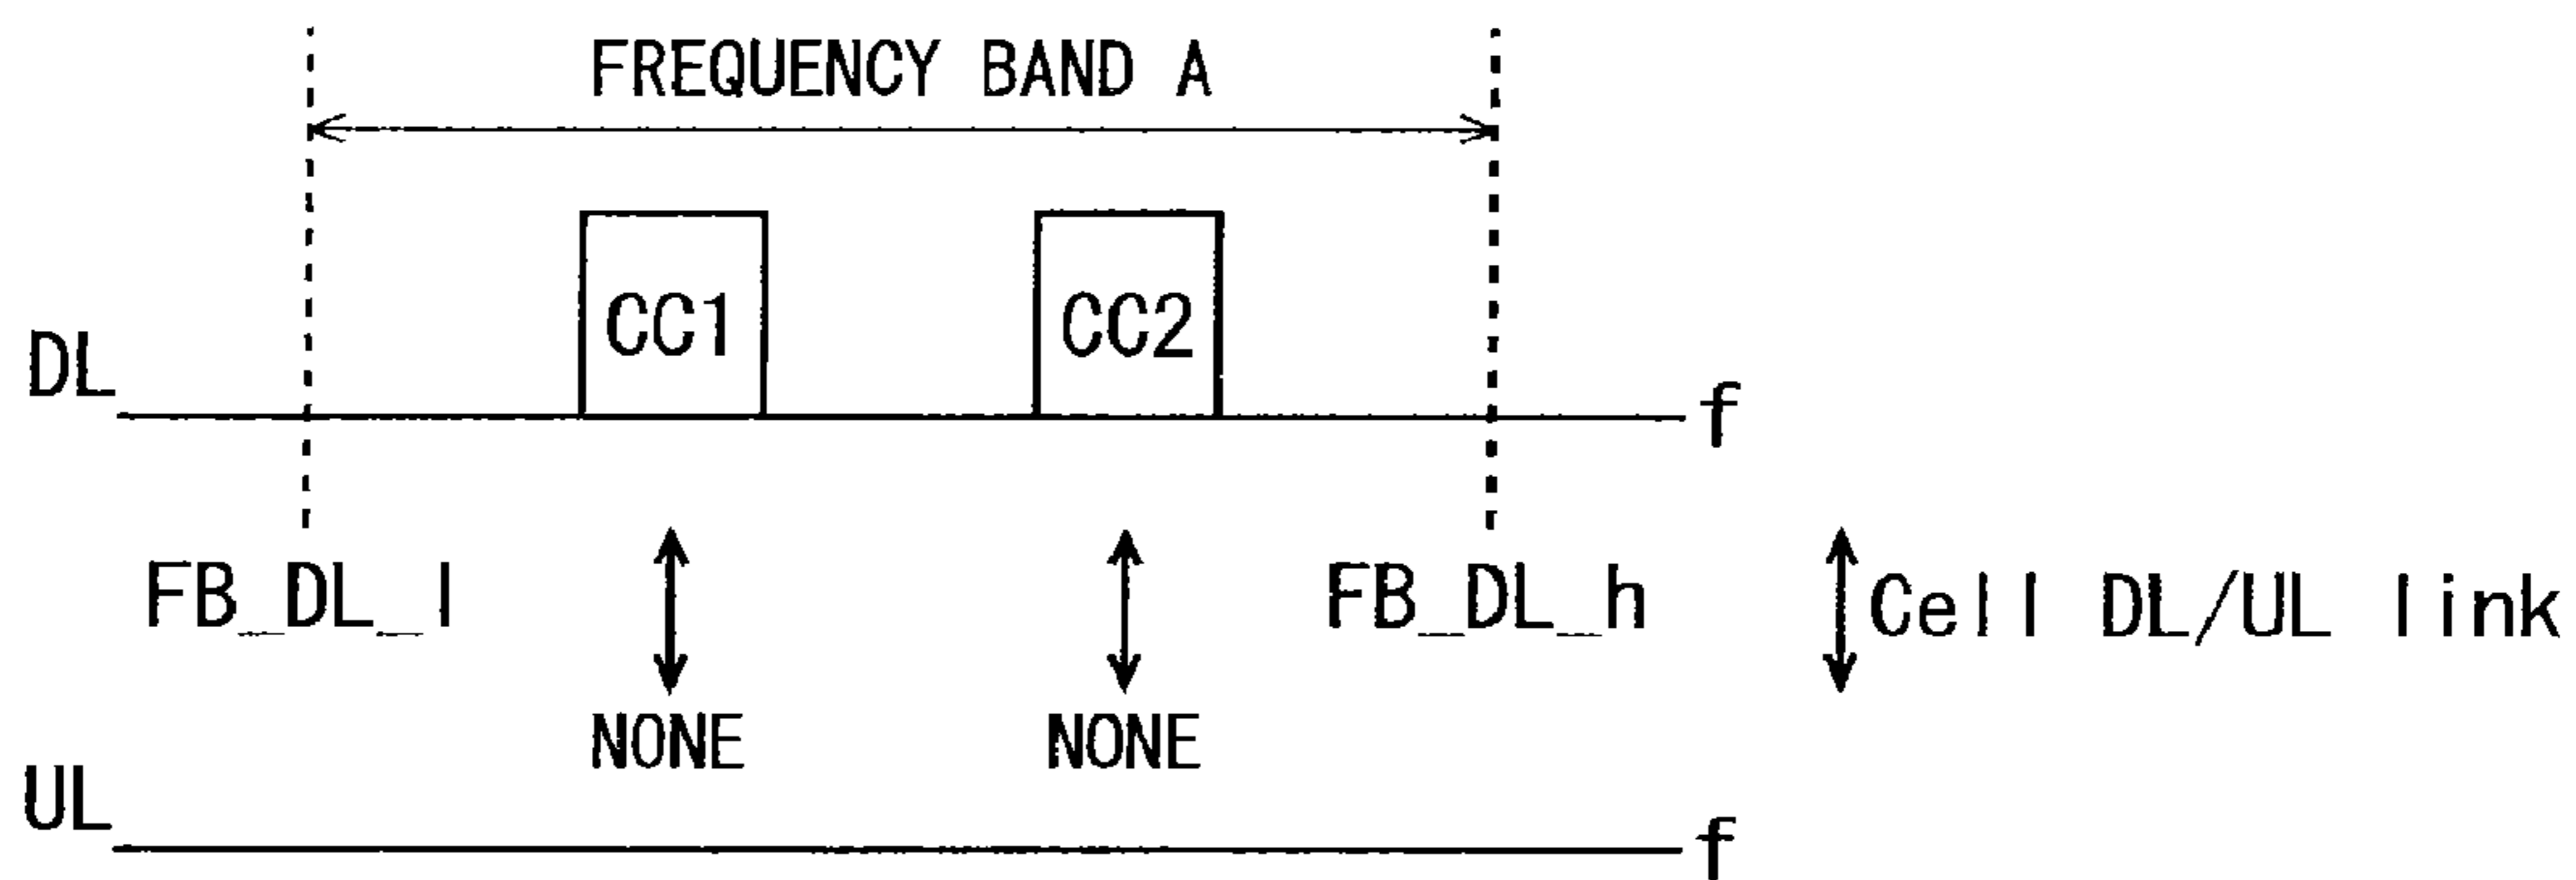 FREQUENCY BAND A
CC1 CC2
DL
f
FB_DL_l FB_DL_h Cell DL/UL link
NONE NONE
UL
f